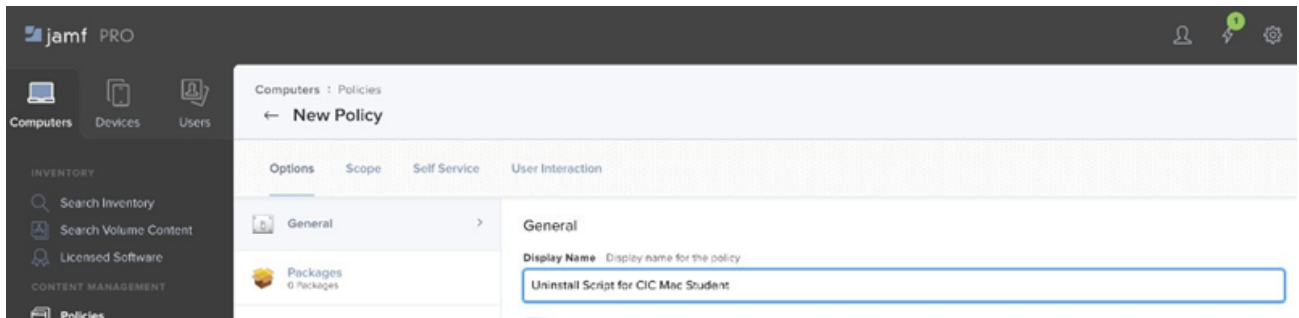 jamf PRO
1
Computers
Devices
Users
Computers : Policies
← New Policy
Options
Scope
Self Service
User Interaction
INVENTORY
Search Inventory
Search Volume Content
Licensed Software
CONTENT MANAGEMENT
Policies
General
Packages
0 Packages
General
Display Name Display name for the policy
Uninstall Script for CIC Mac Student